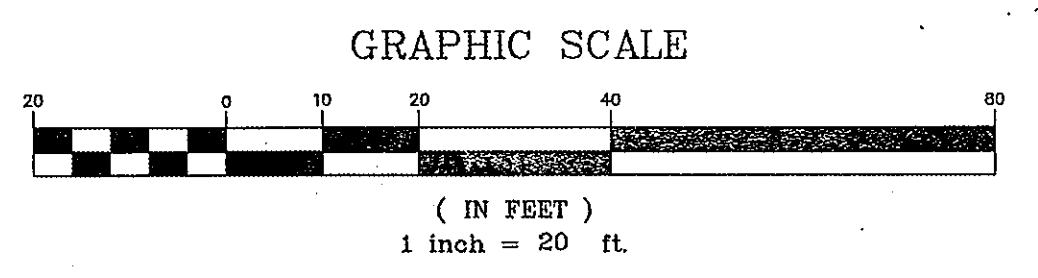 GRAPHIC SCALE
20 0 10 20 40 80
( IN FEET )
1 inch = 20 ft.